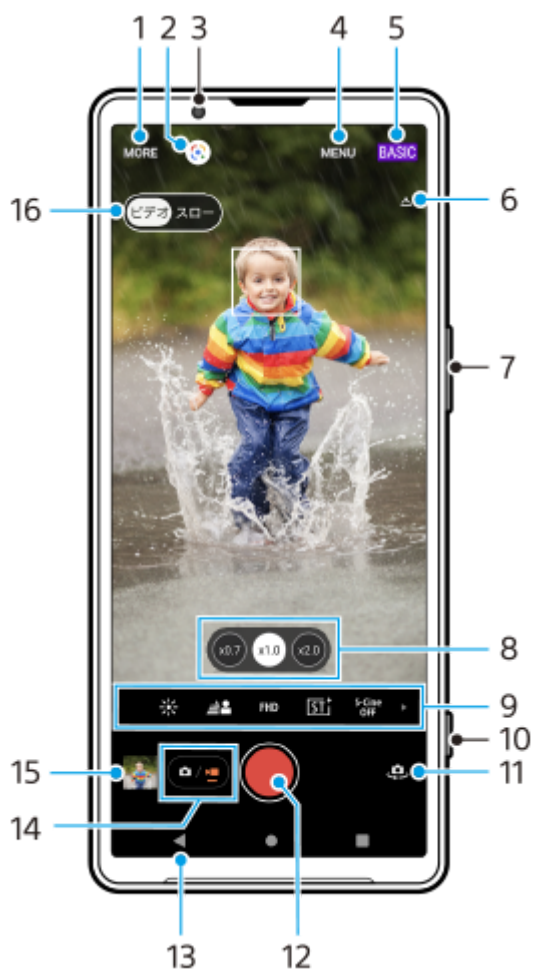 1 2 3 4 5
MORE MENU BASIC
6
16 ビデオ スロー
7
x0.7 x1.0 x2.0 8
FHD ST+ S-Cine OFF 9
10
15 11
14
13 12